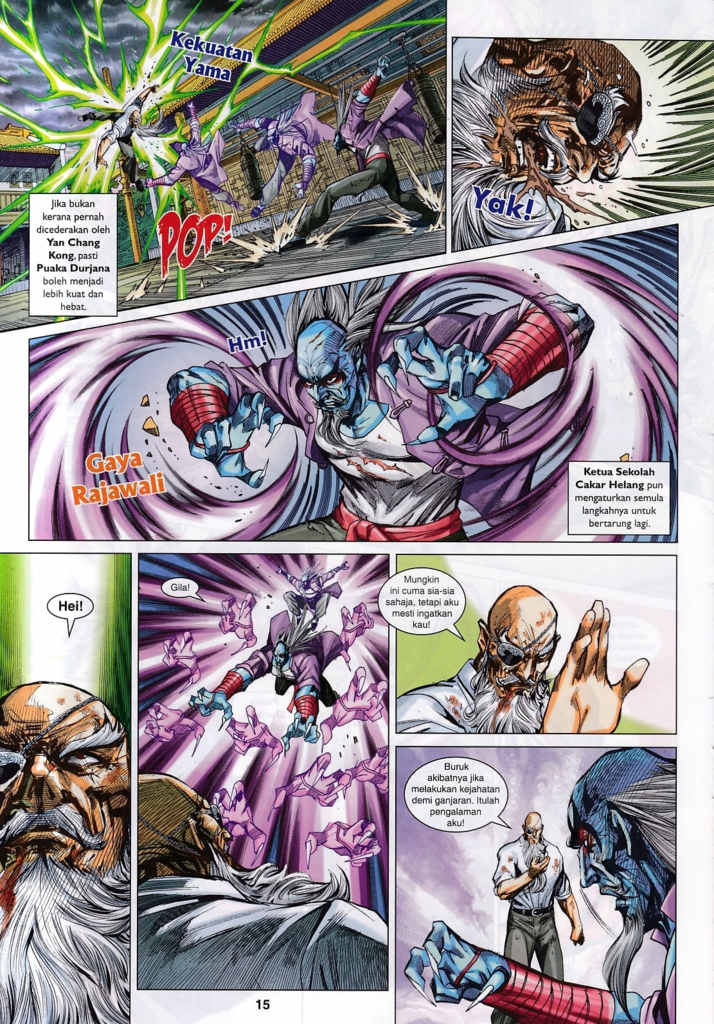 Kekuatan
Yama
Jika bukan
kerana pernah
dicederakan oleh
Yan Chang
Kong, pasti
Puaka Durjana
boleh menjadi
lebih kuat dan
hebat.
POP!
Yak!
Hm!
Gaya
Rajawali
Ketua Sekolah
Cakar Helang pun
mengaturkan semula
langkahnya untuk
bertarung lagi.
Hei!
Gila!
Mungkin
ini cuma sia-sia
sahaja, tetapi aku
mesti ingatkan
kau!
Buruk
akibatnya jika
melakukan kejahatan
demi ganjaran. Itulah
pengalaman
aku!
15